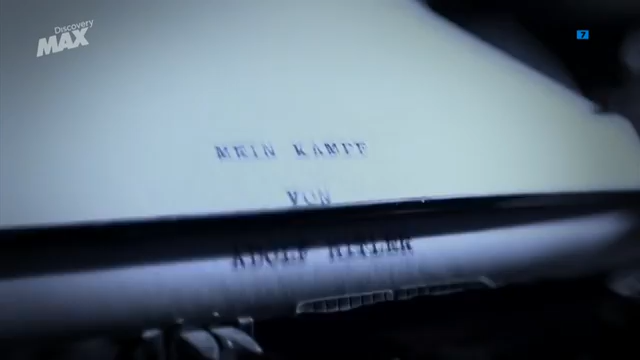 Discovery
MAX
7
MEIN KAMPF
VON
ADOLF HITLER